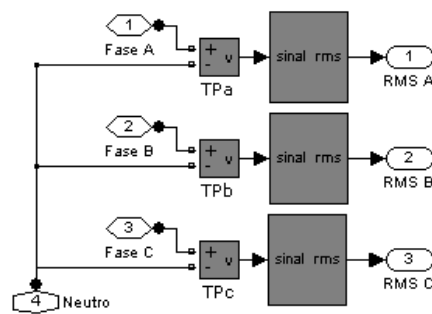 1
Fase A
+
-
v
TPa
sinal rms
1
RMS A
2
Fase B
+
-
v
TPb
sinal rms
2
RMS B
3
Fase C
+
-
v
TPc
sinal rms
3
RMS C
4
Neutro